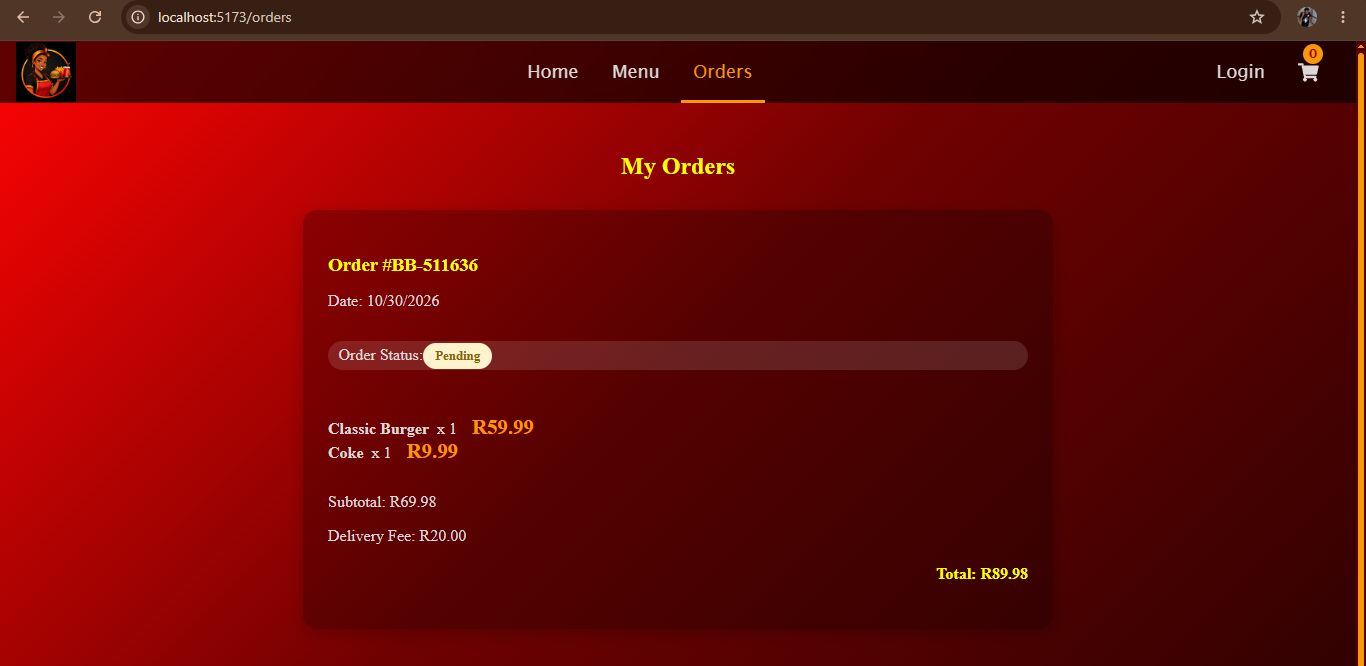 localhost:5173/orders
Home Menu Orders Login 0
My Orders
Order #BB-511636
Date: 10/30/2026
Order Status: Pending
Classic Burger x 1 R59.99
Coke x 1 R9.99
Subtotal: R69.98
Delivery Fee: R20.00
Total: R89.98